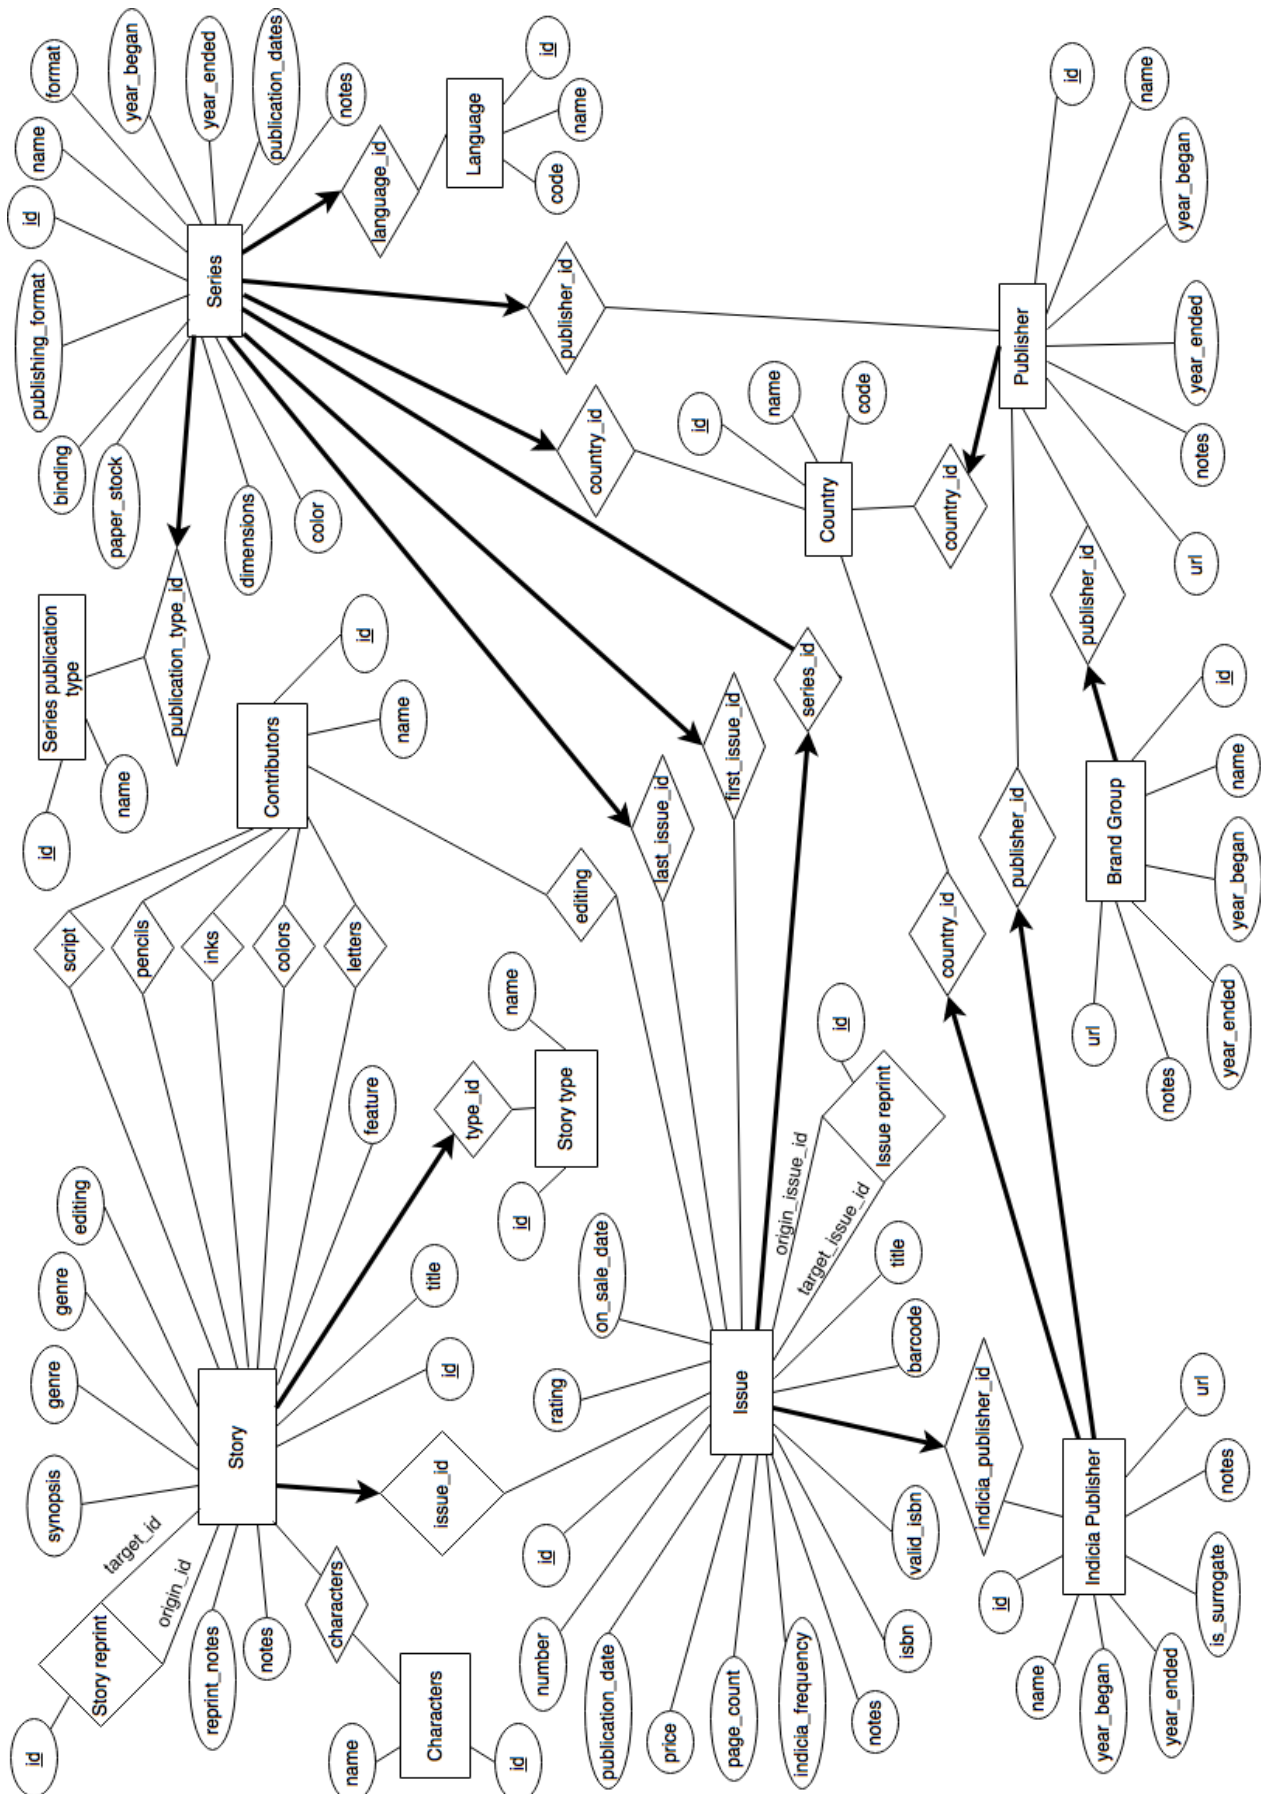 id
Story reprint
target_id
origin_id
synopsis
genre
genre
editing
reprint_notes
notes
Story
name
Characters
id
characters
issue_id
id
title
feature
type_id
Story type
id
name
script
pencils
inks
colors
letters
id
Series publication
type
name
Contributors
id
name
editing
publication_type_id
binding
paper_stock
dimensions
color
publishing_format
id
name
format
year_began
year_ended
publication_dates
notes
Series
language_id
Language
id
name
code
publisher_id
country_id
last_issue_id
first_issue_id
series_id
id
number
publication_date
price
page_count
indicia_frequency
notes
isbn
valid_isbn
barcode
title
rating
on_sale_date
Issue
origin_issue_id
target_issue_id
Issue reprint
id
indicia_publisher_id
id
name
year_began
year_ended
is_surrogate
notes
url
Indicia Publisher
country_id
publisher_id
id
name
code
Country
country_id
Publisher
id
name
year_began
year_ended
notes
url
publisher_id
Brand Group
id
name
year_began
year_ended
notes
url